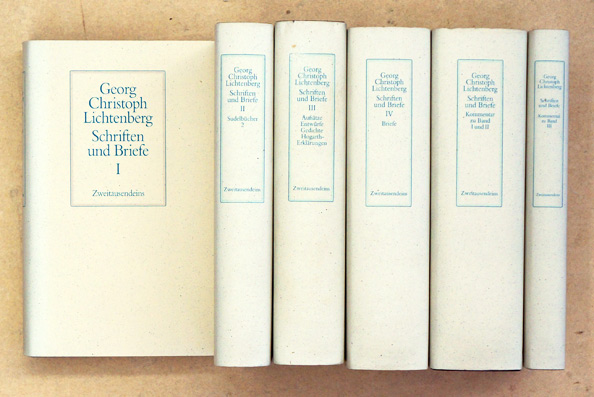 Georg
Christoph
Lichtenberg
Schriften
und Briefe
I
Zweitausendeins
Georg
Christoph
Lichtenberg
Schriften
und Briefe
II
Sudelbücher
2
Zweitausendeins
Georg
Christoph
Lichtenberg
Schriften
und Briefe
III
Aufsätze
Entwürfe
Gedichte
Hogarth-
Erklärungen
Zweitausendeins
Georg
Christoph
Lichtenberg
Schriften
und Briefe
IV
Briefe
Zweitausendeins
Georg
Christoph
Lichtenberg
Schriften
und Briefe
Kommentar
zu Band
I und II
Zweitausendeins
Georg
Christoph
Lichtenberg
Schriften
und Briefe
Kommentar
zu Band
III
Zweitausendeins